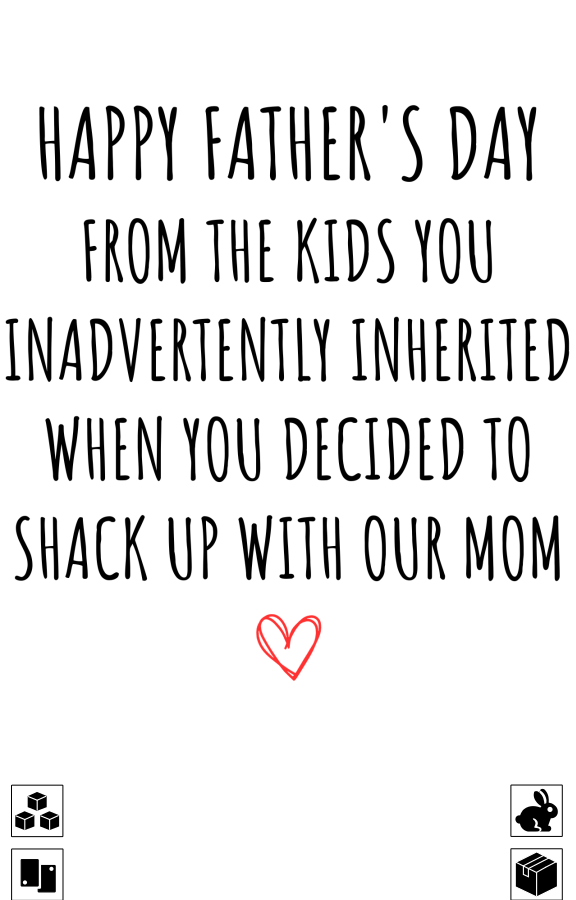 HAPPY FATHER'S DAY
FROM THE KIDS YOU
INADVERTENTLY INHERITED
WHEN YOU DECIDED TO
SHACK UP WITH OUR MOM